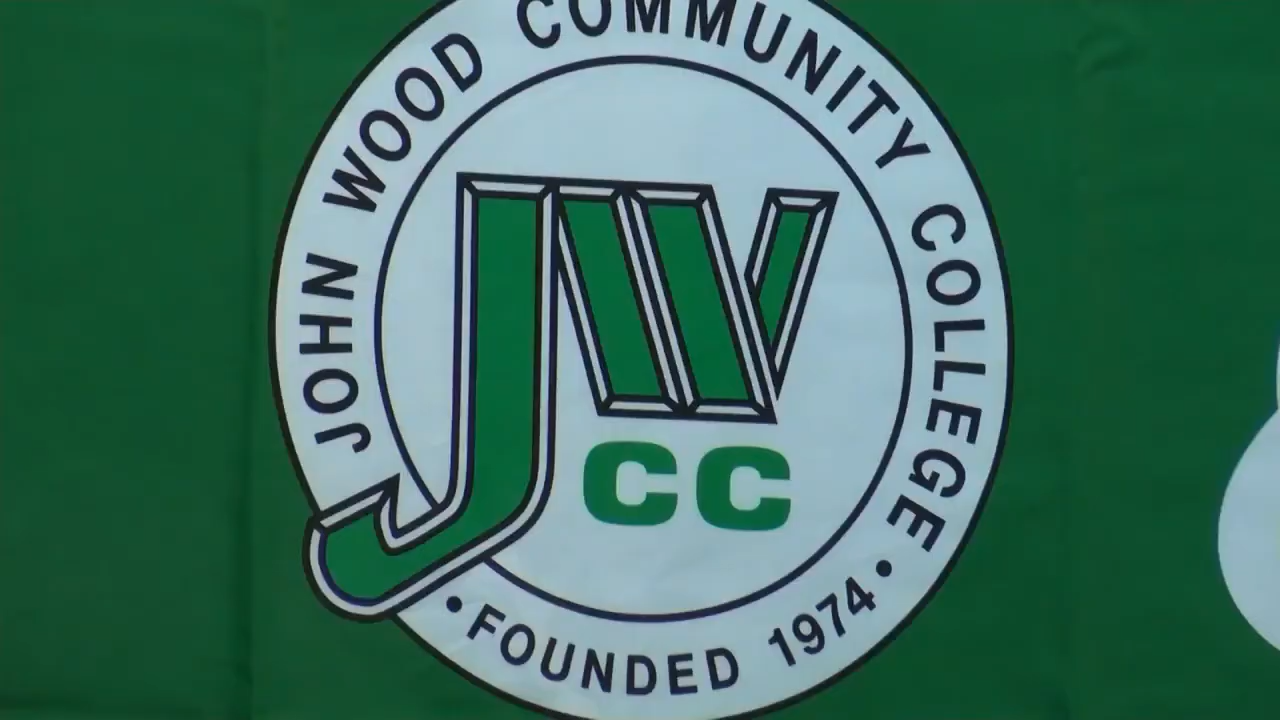 JOHN WOOD COMMUNITY COLLEGE
JW
CC
• FOUNDED 1974 •